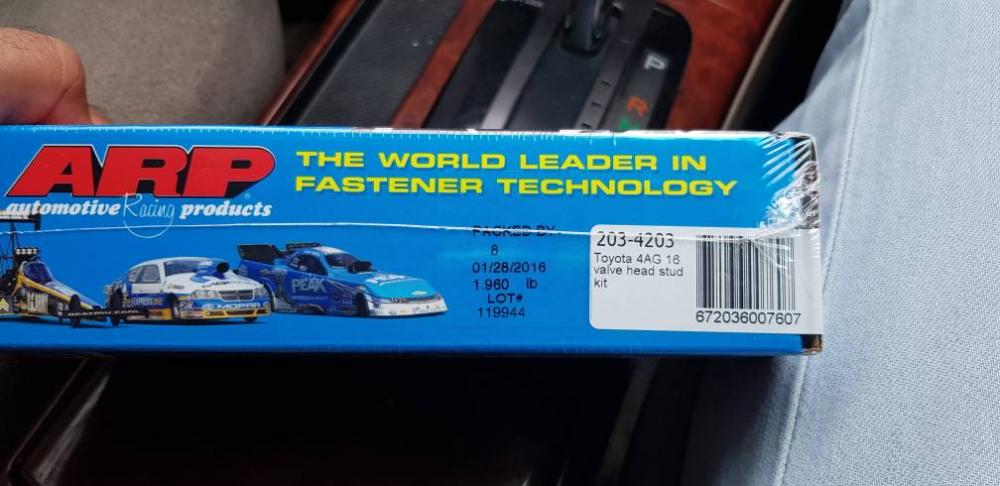 P
R
ARP
automotive Racing products
THE WORLD LEADER IN
FASTENER TECHNOLOGY
PACKED BY
8
01/28/2016
1.960 lb
LOT#
119944
203-4203
Toyota 4AG 16
valve head stud
kit
672036007607
PEAK
MOPAR